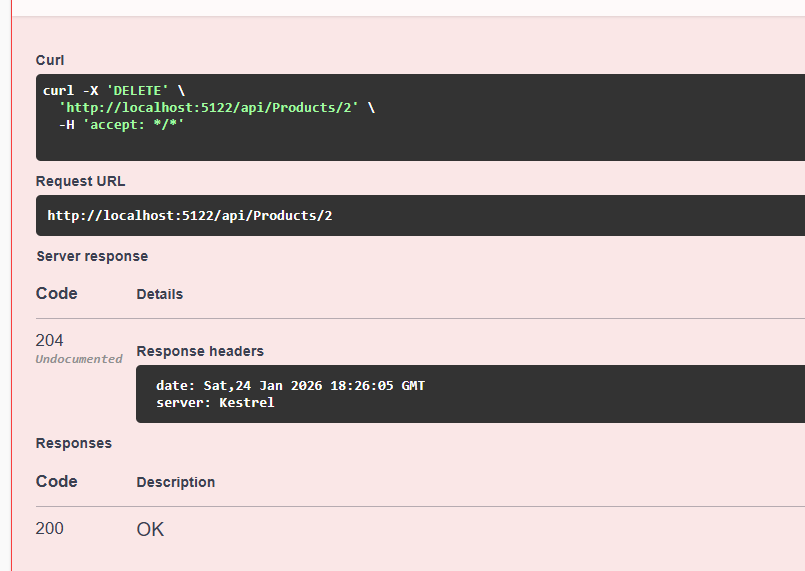 Curl
curl -X 'DELETE' \
  'http://localhost:5122/api/Products/2' \
  -H 'accept: */*'
Request URL
http://localhost:5122/api/Products/2
Server response
Code Details
204
Undocumented
Response headers
date: Sat,24 Jan 2026 18:26:05 GMT
server: Kestrel
Responses
Code Description
200 OK